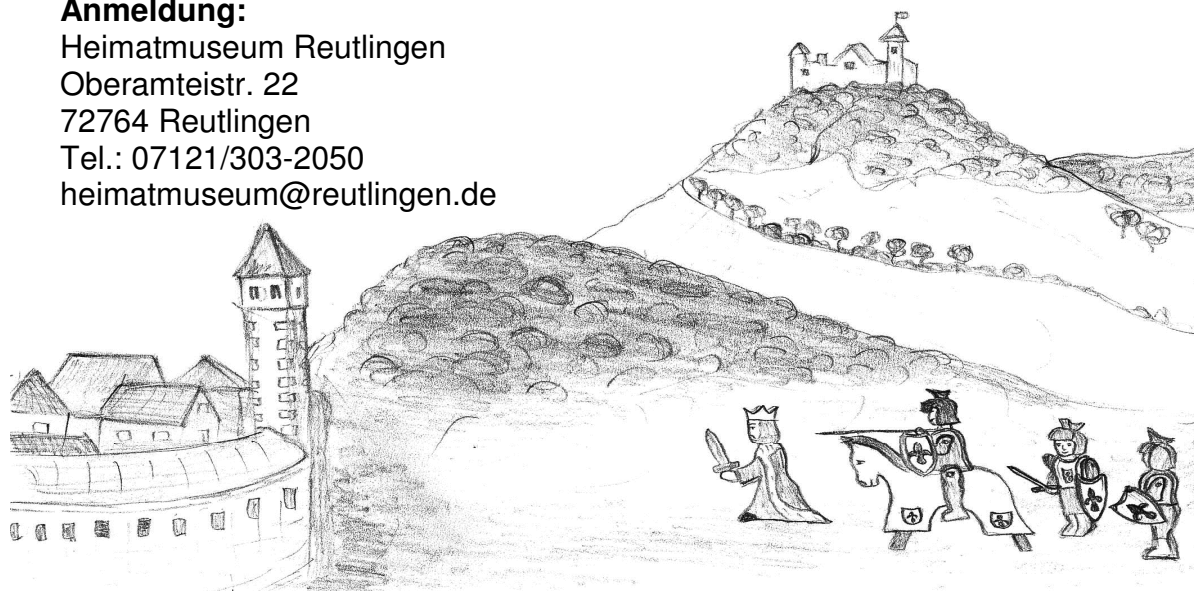 Anmeldung:
Heimatmuseum Reutlingen
Oberamteistr. 22
72764 Reutlingen
Tel.: 07121/303-2050
heimatmuseum@reutlingen.de